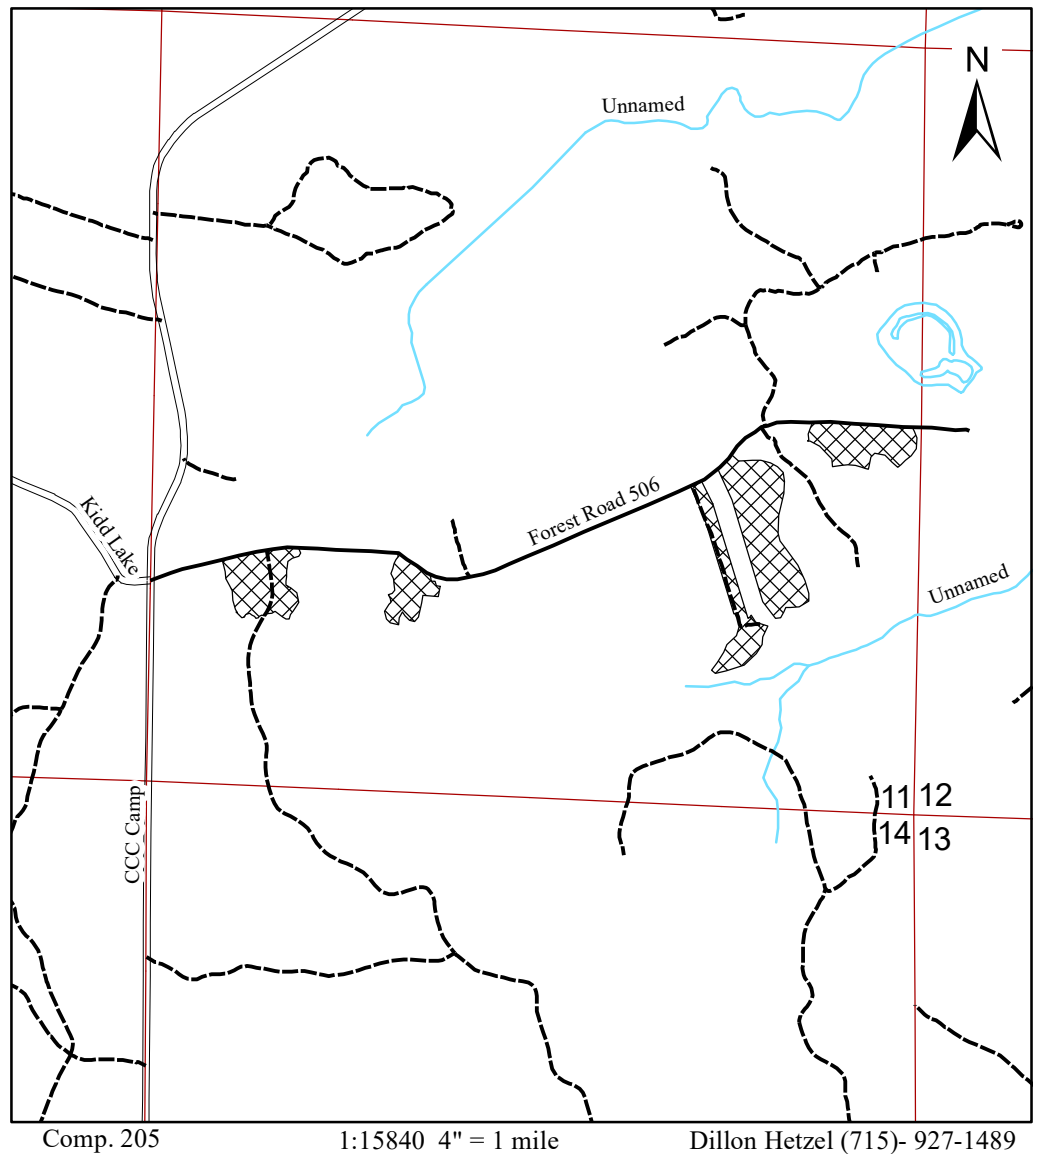 N
Unnamed
Forest Road 506
Kidd Lake
Unnamed
11 12
14 13
CCC Camp
Comp. 205 1:15840 4" = 1 mile Dillon Hetzel (715)- 927-1489